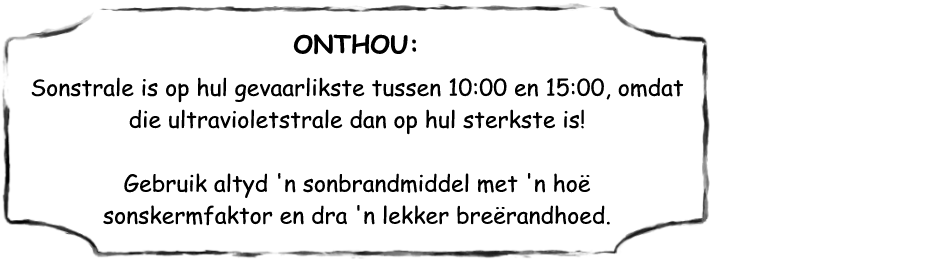 ONTHOU:
Sonstrale is op hul gevaarlikste tussen 10:00 en 15:00, omdat
die ultravioletstrale dan op hul sterkste is!
Gebruik altyd 'n sonbrandmiddel met 'n hoë
sonskermfaktor en dra 'n lekker breërandhoed.